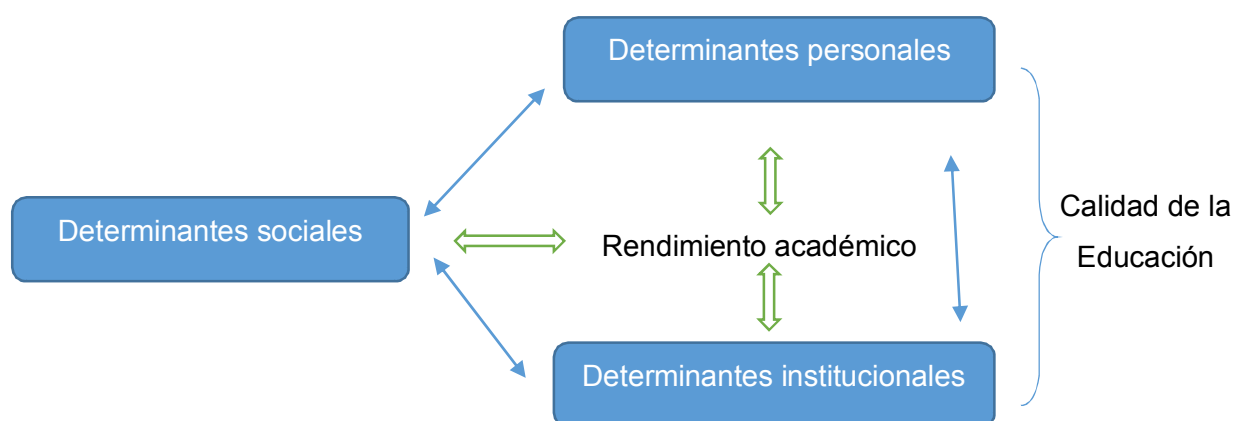 Determinantes personales
Determinantes sociales
Rendimiento académico
Calidad de la
Educación
Determinantes institucionales